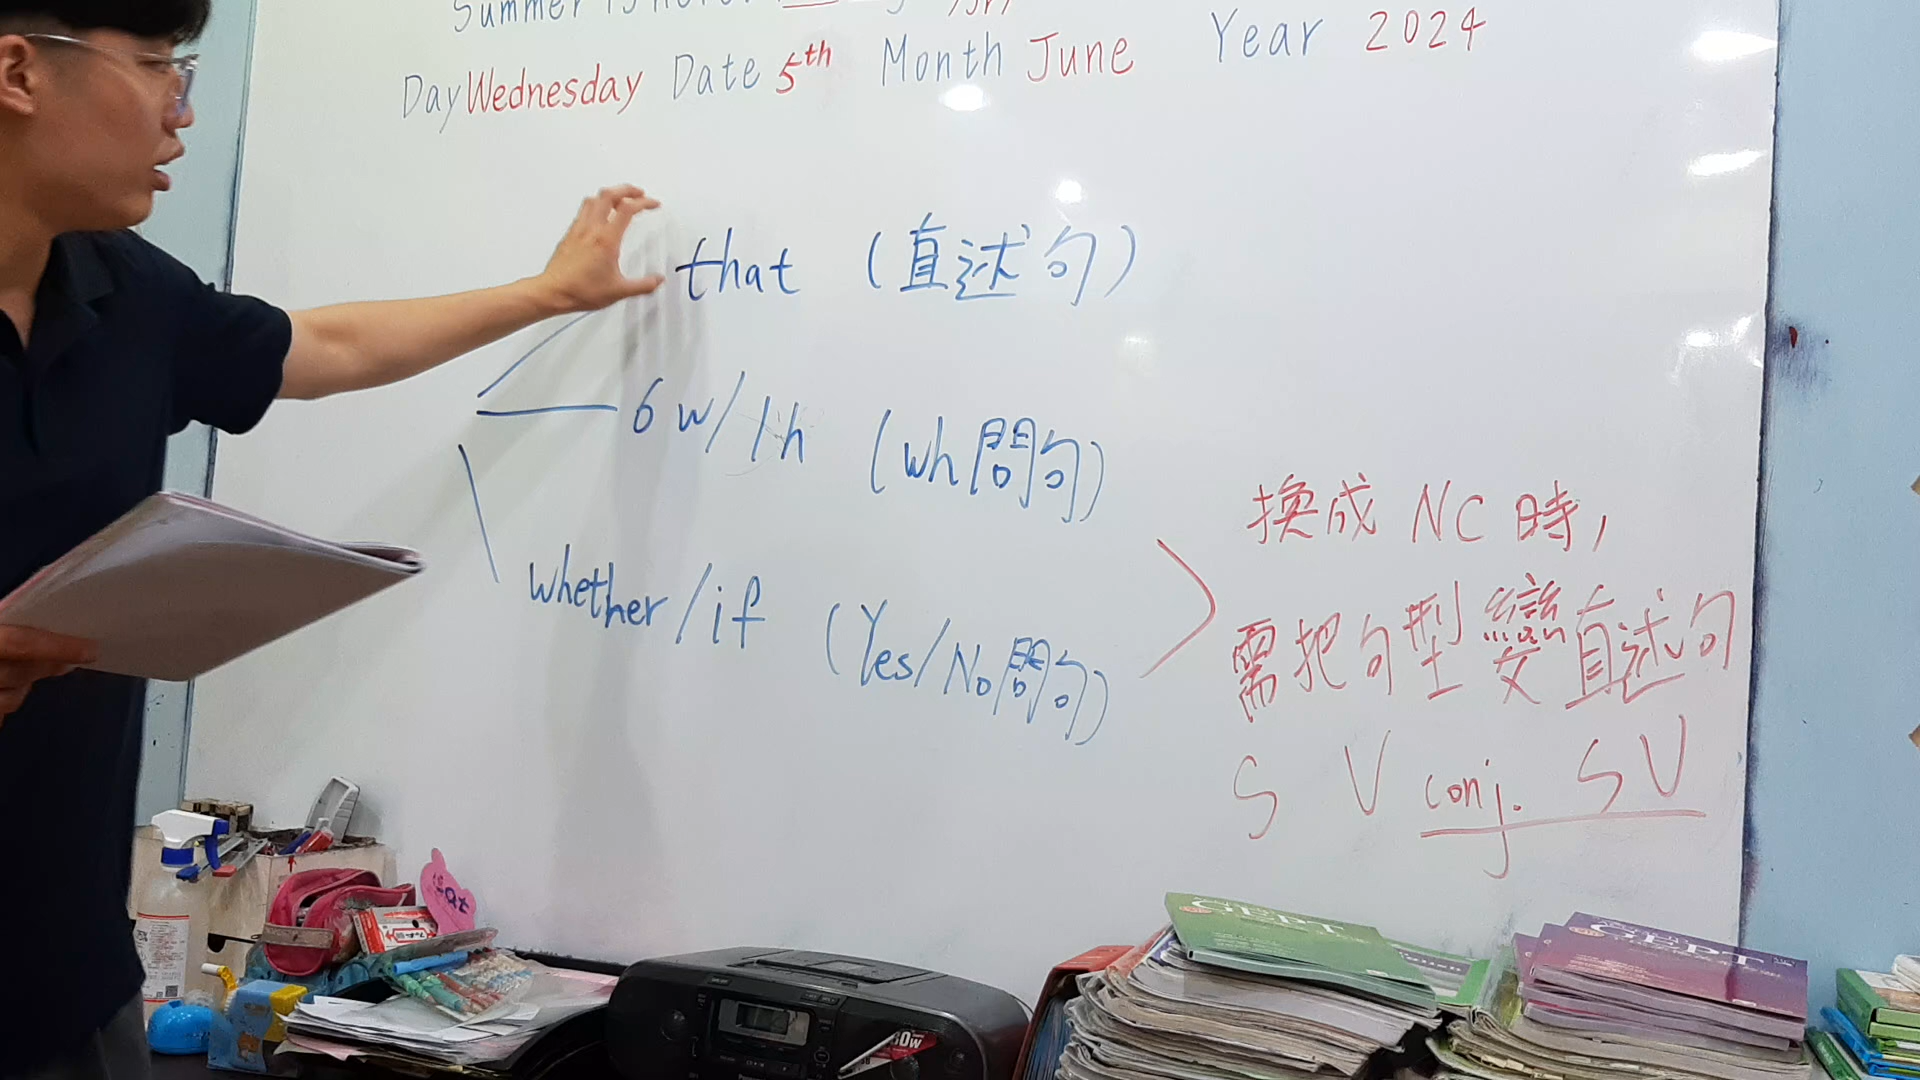 Summer is here.
Day Wednesday Date 5th Month June Year 2024
that (直述句)
6w/1h (wh問句)
whether/if (Yes/No問句)
換成 NC 時,
需把句型變直述句
S V conj. S V
GEPT
GEPT